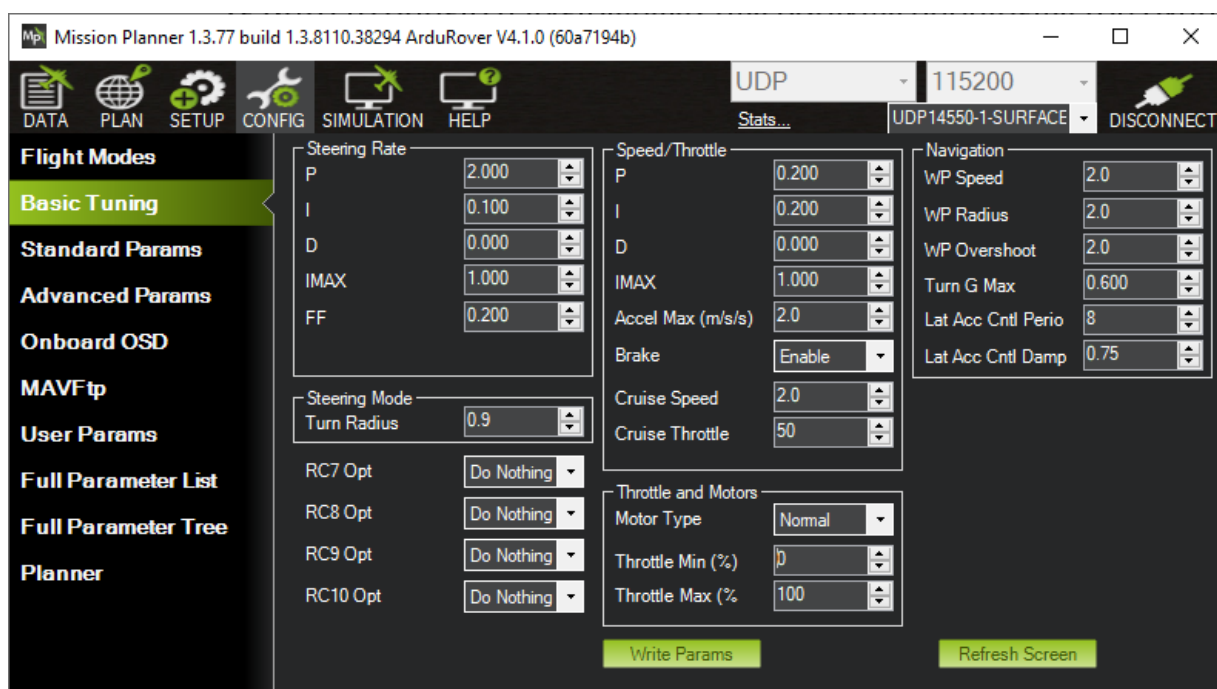 Mission Planner 1.3.77 build 1.3.8110.38294 ArduRover V4.1.0 (60a7194b)
DATA PLAN SETUP CONFIG SIMULATION HELP
UDP 115200
Stats... UDP14550-1-SURFACE DISCONNECT
Flight Modes
Basic Tuning
Standard Params
Advanced Params
Onboard OSD
MAVFtp
User Params
Full Parameter List
Full Parameter Tree
Planner
Steering Rate
P 2.000
I 0.100
D 0.000
IMAX 1.000
FF 0.200
Steering Mode
Turn Radius 0.9
RC7 Opt Do Nothing
RC8 Opt Do Nothing
RC9 Opt Do Nothing
RC10 Opt Do Nothing
Speed/Throttle
P 0.200
I 0.200
D 0.000
IMAX 1.000
Accel Max (m/s/s) 2.0
Brake Enable
Cruise Speed 2.0
Cruise Throttle 50
Throttle and Motors
Motor Type Normal
Throttle Min (%) 0
Throttle Max (% 100
Navigation
WP Speed 2.0
WP Radius 2.0
WP Overshoot 2.0
Turn G Max 0.600
Lat Acc Cntl Perio 8
Lat Acc Cntl Damp 0.75
Write Params
Refresh Screen